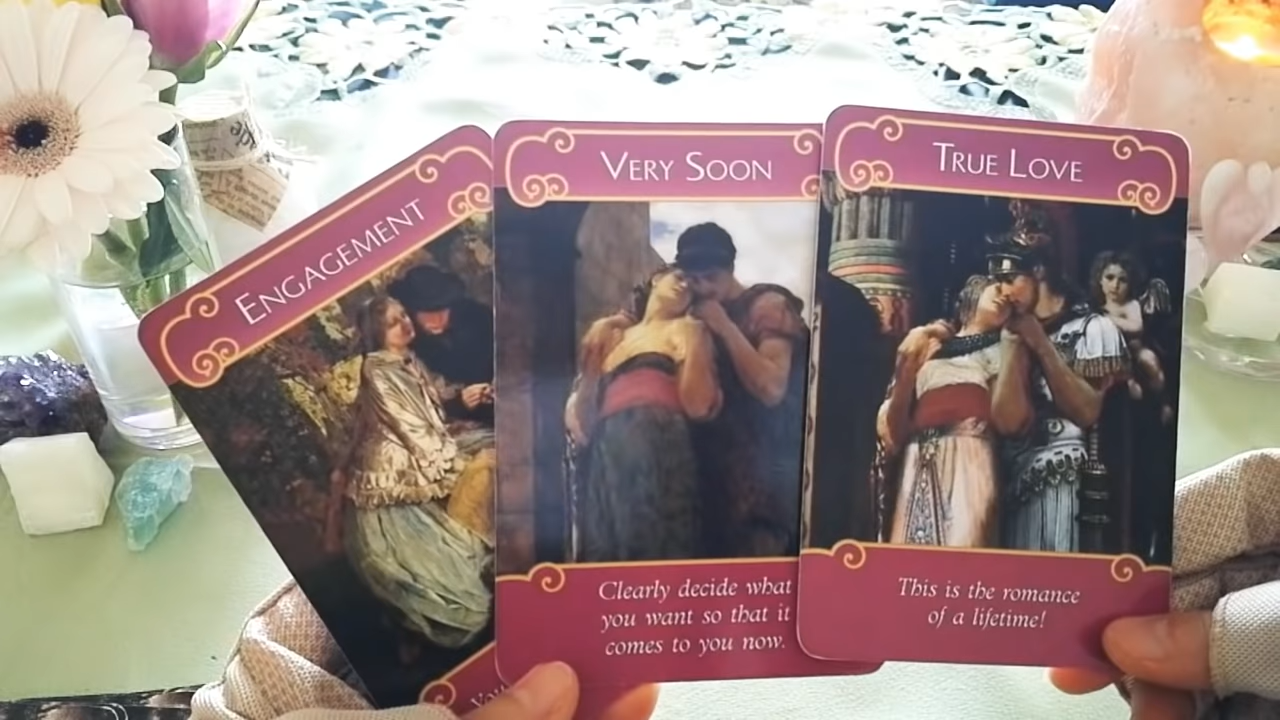 ENGAGEMENT
VERY SOON
Clearly decide what
you want so that it
comes to you now.
TRUE LOVE
This is the romance
of a lifetime!